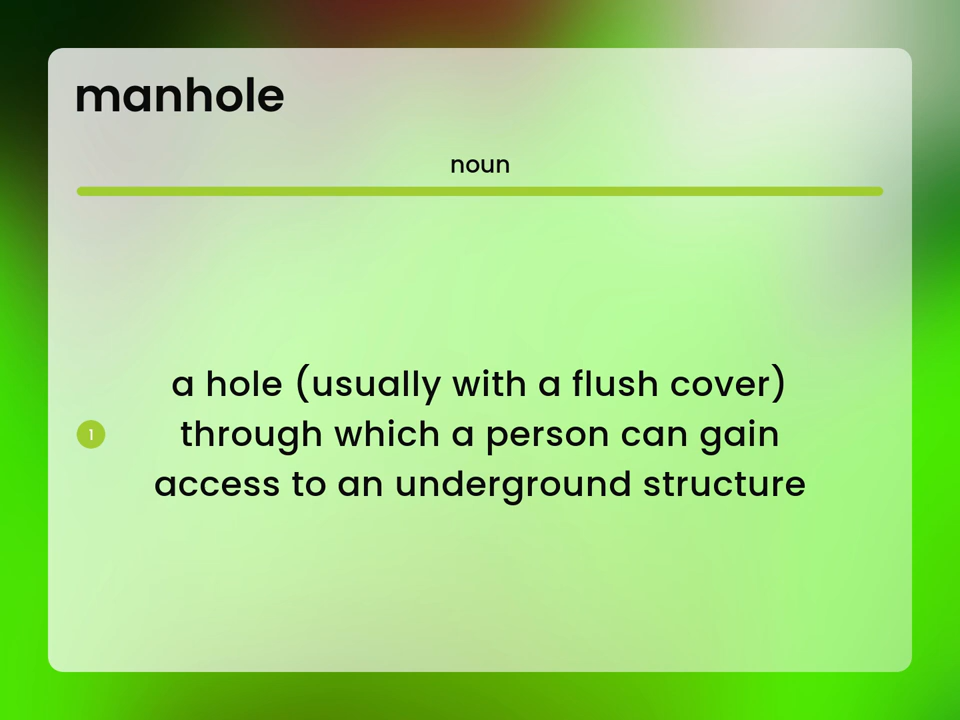 manhole
noun
a hole (usually with a flush cover)
1 through which a person can gain
access to an underground structure